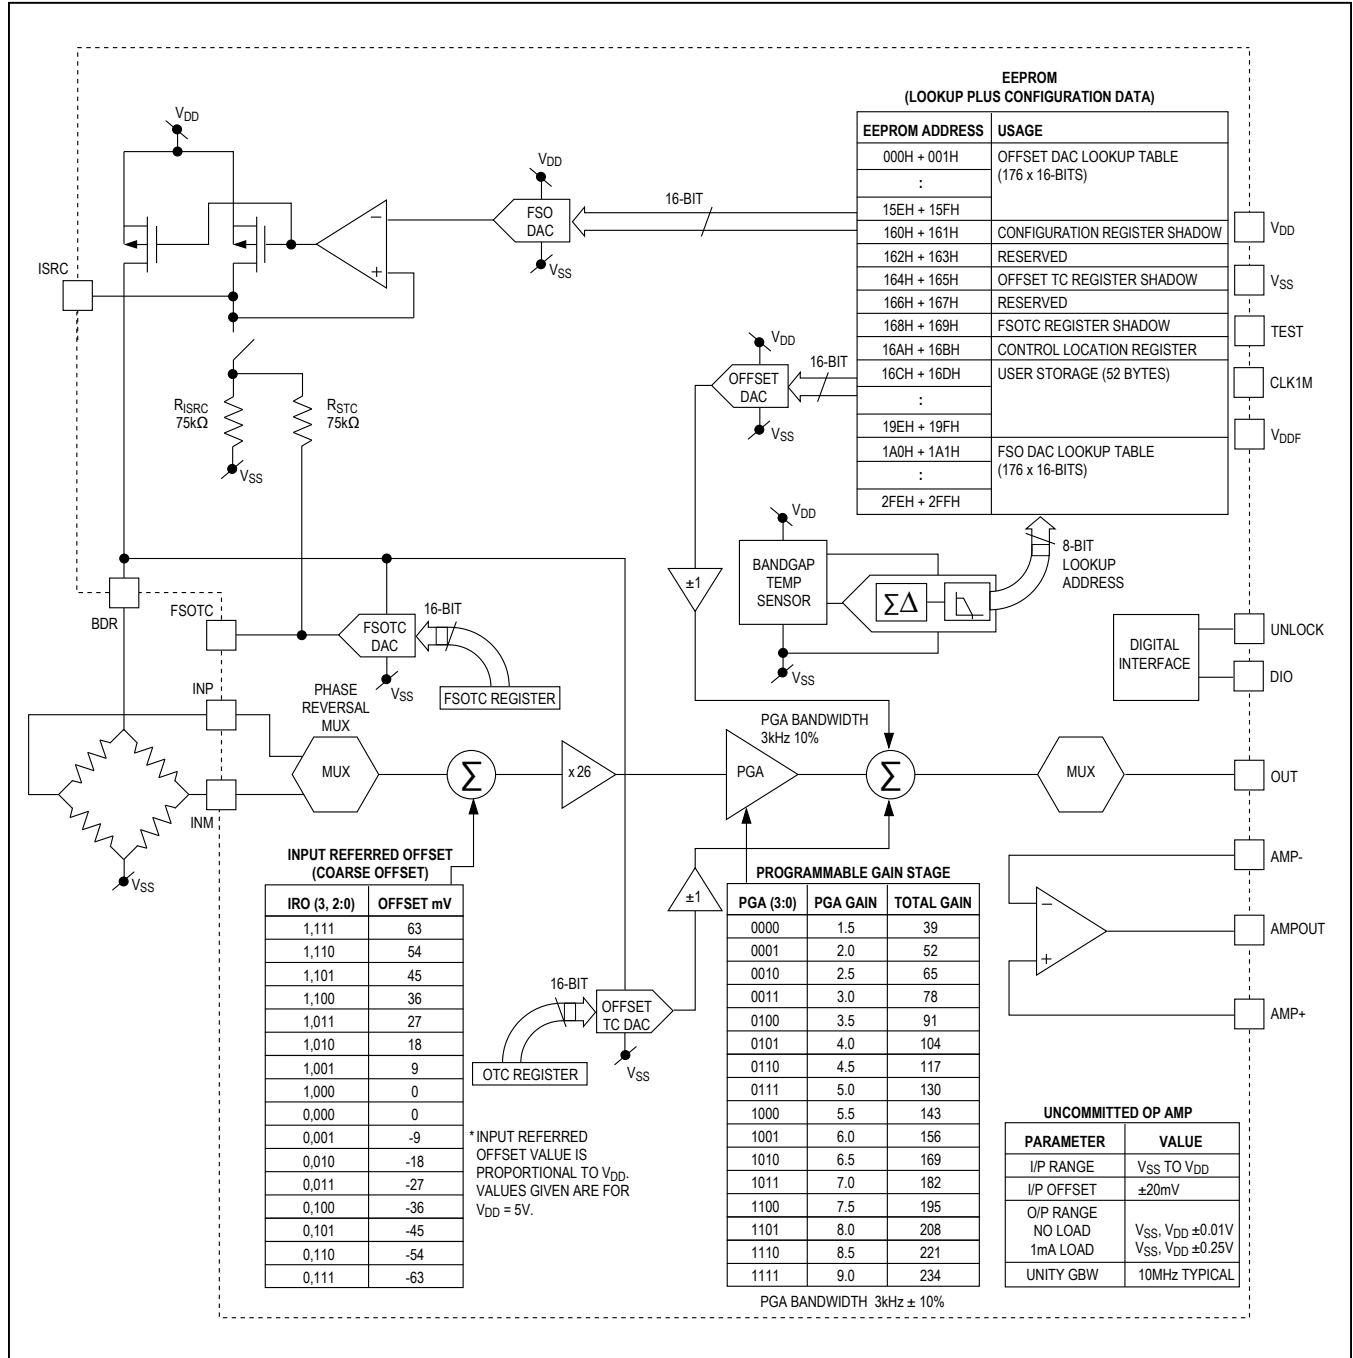 EEPROM
(LOOKUP PLUS CONFIGURATION DATA)
EEPROM ADDRESS USAGE
000H + 001H OFFSET DAC LOOKUP TABLE
(176 x 16-BITS)
:
15EH + 15FH
160H + 161H CONFIGURATION REGISTER SHADOW
162H + 163H RESERVED
164H + 165H OFFSET TC REGISTER SHADOW
166H + 167H RESERVED
168H + 169H FSOTC REGISTER SHADOW
16AH + 16BH CONTROL LOCATION REGISTER
16CH + 16DH USER STORAGE (52 BYTES)
:
19EH + 19FH
1A0H + 1A1H FSO DAC LOOKUP TABLE
(176 x 16-BITS)
:
2FEH + 2FFH
VDD
VDD
FSO
DAC
VSS
16-BIT
ISRC
RISRC
75kΩ
RSTC
75kΩ
VSS
VDD
OFFSET
DAC
VSS
16-BIT
VDD
VSS
TEST
CLK1M
VDDF
VDD
BANDGAP
TEMP
SENSOR
ΣΔ
VSS
8-BIT
LOOKUP
ADDRESS
±1
BDR
FSOTC
FSOTC
DAC
VSS
16-BIT
FSOTC REGISTER
DIGITAL
INTERFACE
UNLOCK
DIO
INP
INM
VSS
PHASE
REVERSAL
MUX
MUX
Σ
x 26
PGA BANDWIDTH
3kHz 10%
PGA
Σ
MUX
OUT
INPUT REFERRED OFFSET
(COARSE OFFSET)
IRO (3, 2:0) OFFSET mV
1,111 63
1,110 54
1,101 45
1,100 36
1,011 27
1,010 18
1,001 9
1,000 0
0,000 0
0,001 -9
0,010 -18
0,011 -27
0,100 -36
0,101 -45
0,110 -54
0,111 -63
* INPUT REFERRED
OFFSET VALUE IS
PROPORTIONAL TO VDD.
VALUES GIVEN ARE FOR
VDD = 5V.
16-BIT
OTC REGISTER
OFFSET
TC DAC
VSS
±1
PROGRAMMABLE GAIN STAGE
PGA (3:0) PGA GAIN TOTAL GAIN
0000 1.5 39
0001 2.0 52
0010 2.5 65
0011 3.0 78
0100 3.5 91
0101 4.0 104
0110 4.5 117
0111 5.0 130
1000 5.5 143
1001 6.0 156
1010 6.5 169
1011 7.0 182
1100 7.5 195
1101 8.0 208
1110 8.5 221
1111 9.0 234
PGA BANDWIDTH 3kHz ± 10%
AMP-
AMPOUT
AMP+
−
+
−
+
UNCOMMITTED OP AMP
PARAMETER VALUE
I/P RANGE VSS TO VDD
I/P OFFSET ±20mV
O/P RANGE
NO LOAD VSS, VDD ±0.01V
1mA LOAD VSS, VDD ±0.25V
UNITY GBW 10MHz TYPICAL